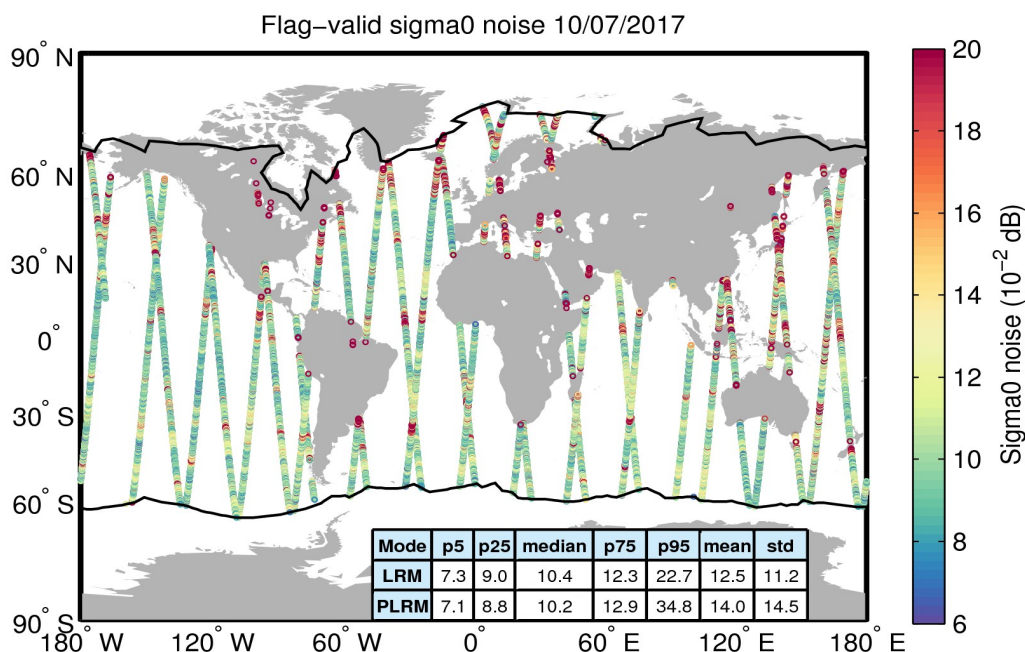 Flag−valid sigma0 noise 10/07/2017
90° N
60° N
30° N
0°
30° S
60° S
90° S
180° W
120° W
60° W
0°
60° E
120° E
180° E
Mode p5 p25 median p75 p95 mean std
LRM 7.3 9.0 10.4 12.3 22.7 12.5 11.2
PLRM 7.1 8.8 10.2 12.9 34.8 14.0 14.5
20
18
16
14
12
10
8
6
Sigma0 noise (10⁻² dB)